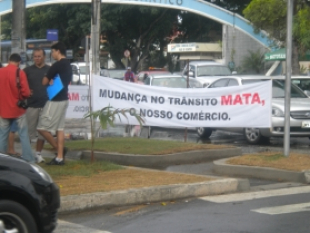 MUDANÇA NO TRÂNSITO MATA,
O NOSSO COMÉRCIO.